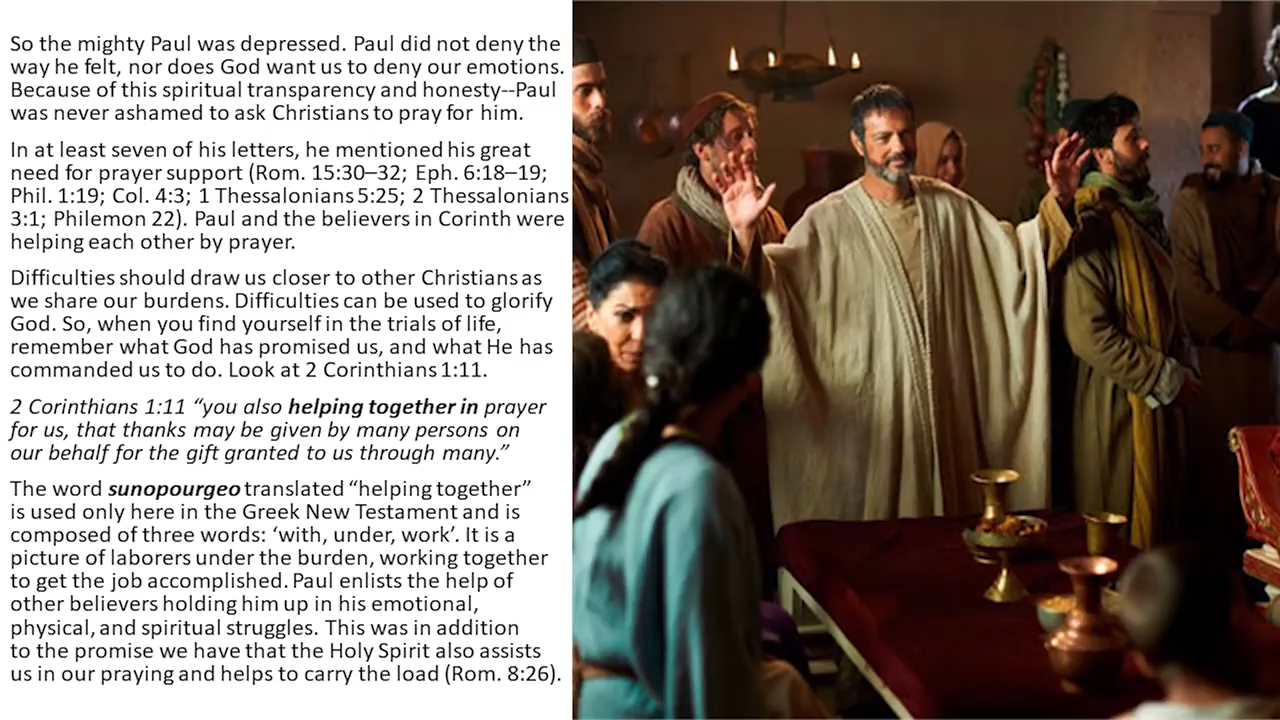 So the mighty Paul was depressed. Paul did not deny the
way he felt, nor does God want us to deny our emotions.
Because of this spiritual transparency and honesty--Paul
was never ashamed to ask Christians to pray for him.
In at least seven of his letters, he mentioned his great
need for prayer support (Rom. 15:30–32; Eph. 6:18–19;
Phil. 1:19; Col. 4:3; 1 Thessalonians 5:25; 2 Thessalonians
3:1; Philemon 22). Paul and the believers in Corinth were
helping each other by prayer.
Difficulties should draw us closer to other Christians as
we share our burdens. Difficulties can be used to glorify
God. So, when you find yourself in the trials of life,
remember what God has promised us, and what He has
commanded us to do. Look at 2 Corinthians 1:11.
2 Corinthians 1:11 “you also helping together in prayer
for us, that thanks may be given by many persons on
our behalf for the gift granted to us through many.”
The word sunopourgeo translated “helping together”
is used only here in the Greek New Testament and is
composed of three words: ‘with, under, work’. It is a
picture of laborers under the burden, working together
to get the job accomplished. Paul enlists the help of
other believers holding him up in his emotional,
physical, and spiritual struggles. This was in addition
to the promise we have that the Holy Spirit also assists
us in our praying and helps to carry the load (Rom. 8:26).